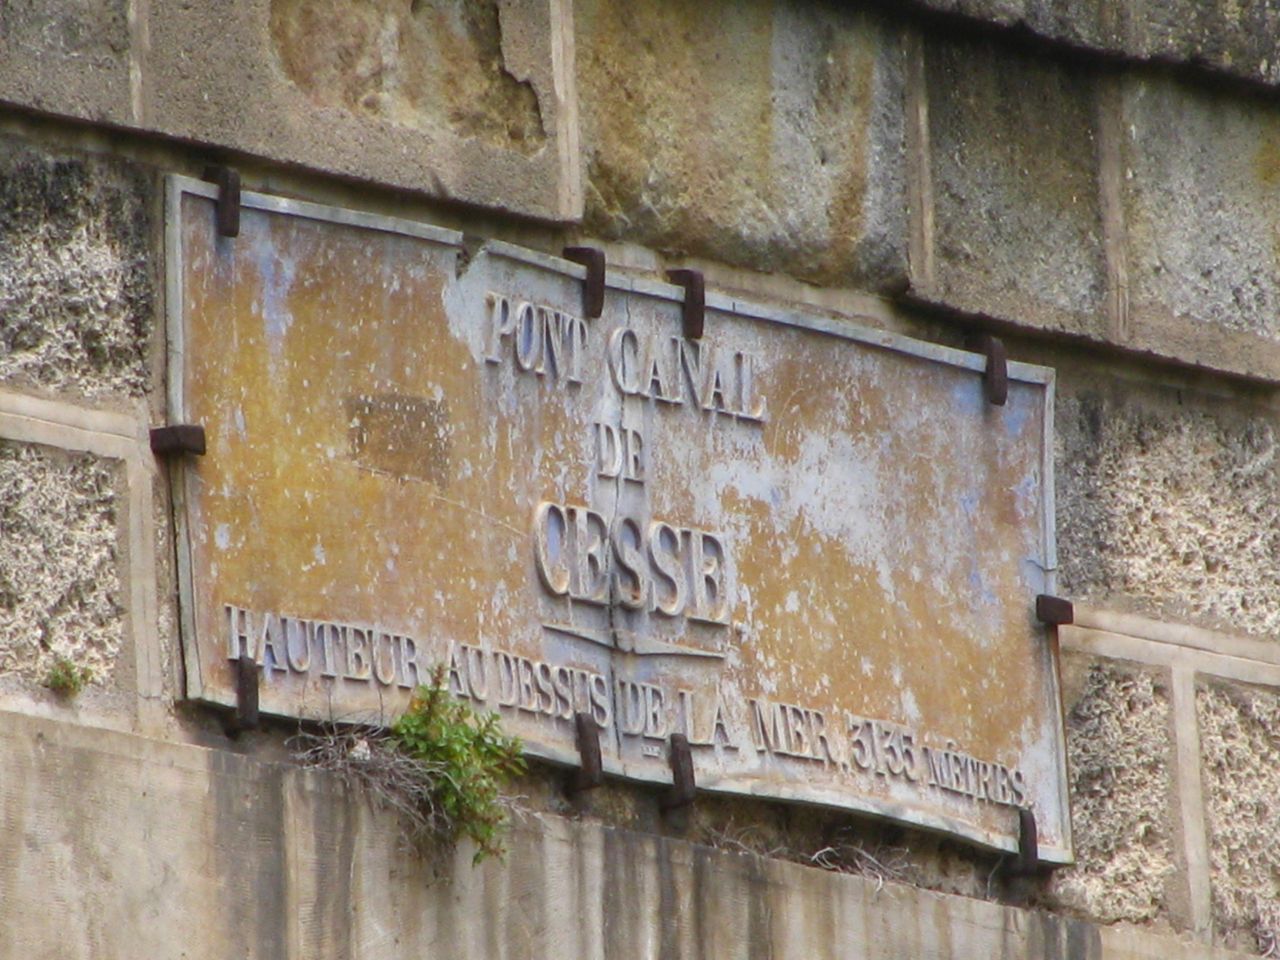 PONT CANAL
DE
CESSE
HAUTEUR AU DESSUS DE LA MER, 31.35 MÈTRES